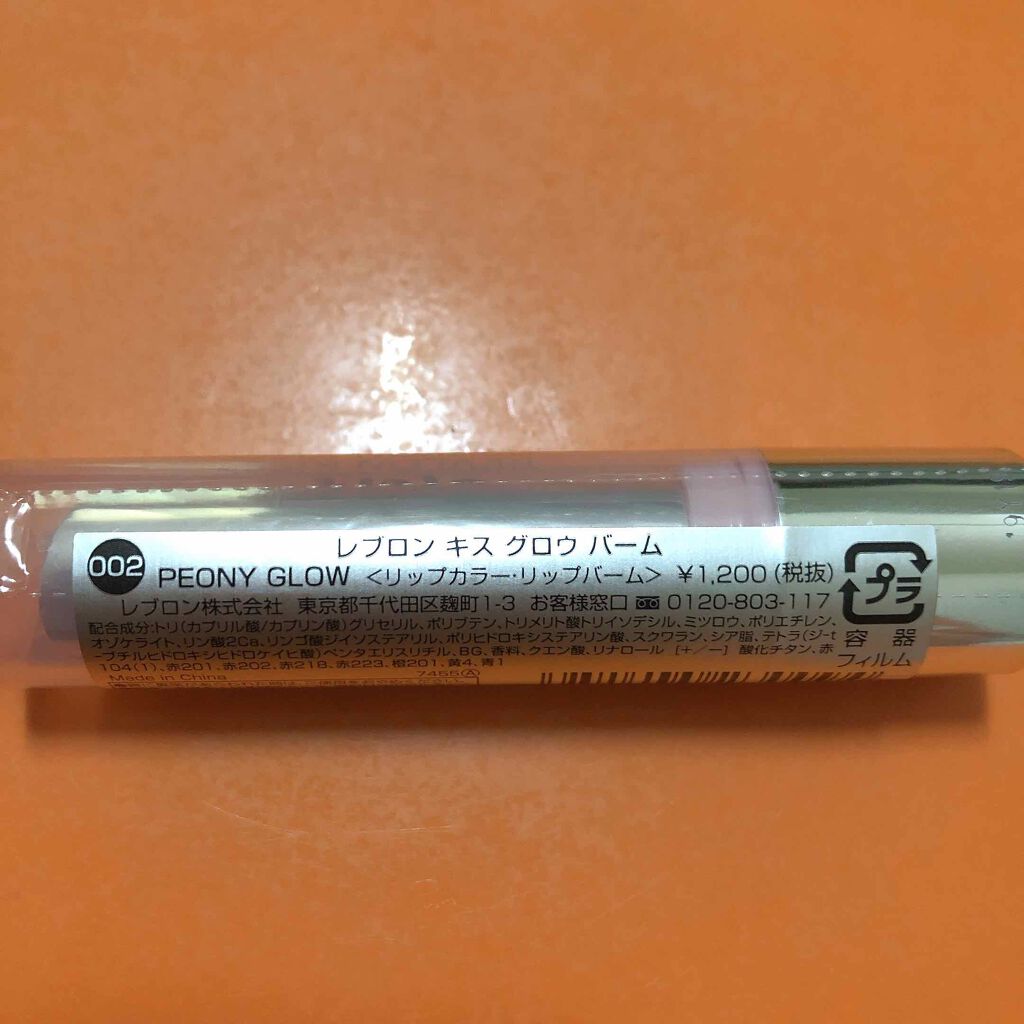 レブロン キス グロウ バーム
002 PEONY GLOW <リップカラー・リップバーム> ¥1,200(税抜)
レブロン株式会社 東京都千代田区麹町1-3 お客様窓口 0120-803-117
配合成分:トリ(カプリル酸/カプリン酸)グリセリル、ポリブテン、トリメリト酸トリイソデシル、ミツロウ、ポリエチレン、
オゾケライト、リン酸2Ca、リンゴ酸ジイソステアリル、ポリヒドロキシステアリン酸、スクワラン、シア脂、テトラ(ジ-t
-ブチルヒドロキシヒドロケイヒ酸)ペンタエリスリチル、BG、香料、クエン酸、リナロール [+/-] 酸化チタン、赤
104(1)、赤201、赤202、赤218、赤223、橙201、黄4、青1
Made in China 7455Ⓐ
プラ
容器
フィルム